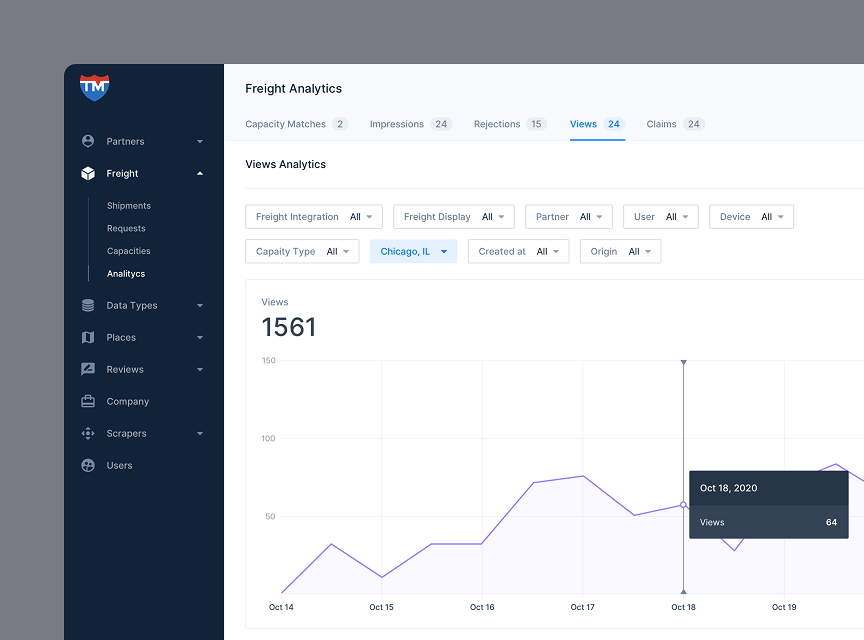 TM
Partners
Freight
Shipments
Requests
Capacities
Analitycs
Data Types
Places
Reviews
Company
Scrapers
Users
Freight Analytics
Capacity Matches 2 Impressions 24 Rejections 15 Views 24 Claims 24
Views Analytics
Freight Integration All Freight Display All Partner All User All Device All
Capaity Type All Chicago, IL Created at All Origin All
Views
1561
150
100
50
Oct 18, 2020
Views 64
Oct 14 Oct 15 Oct 16 Oct 17 Oct 18 Oct 19